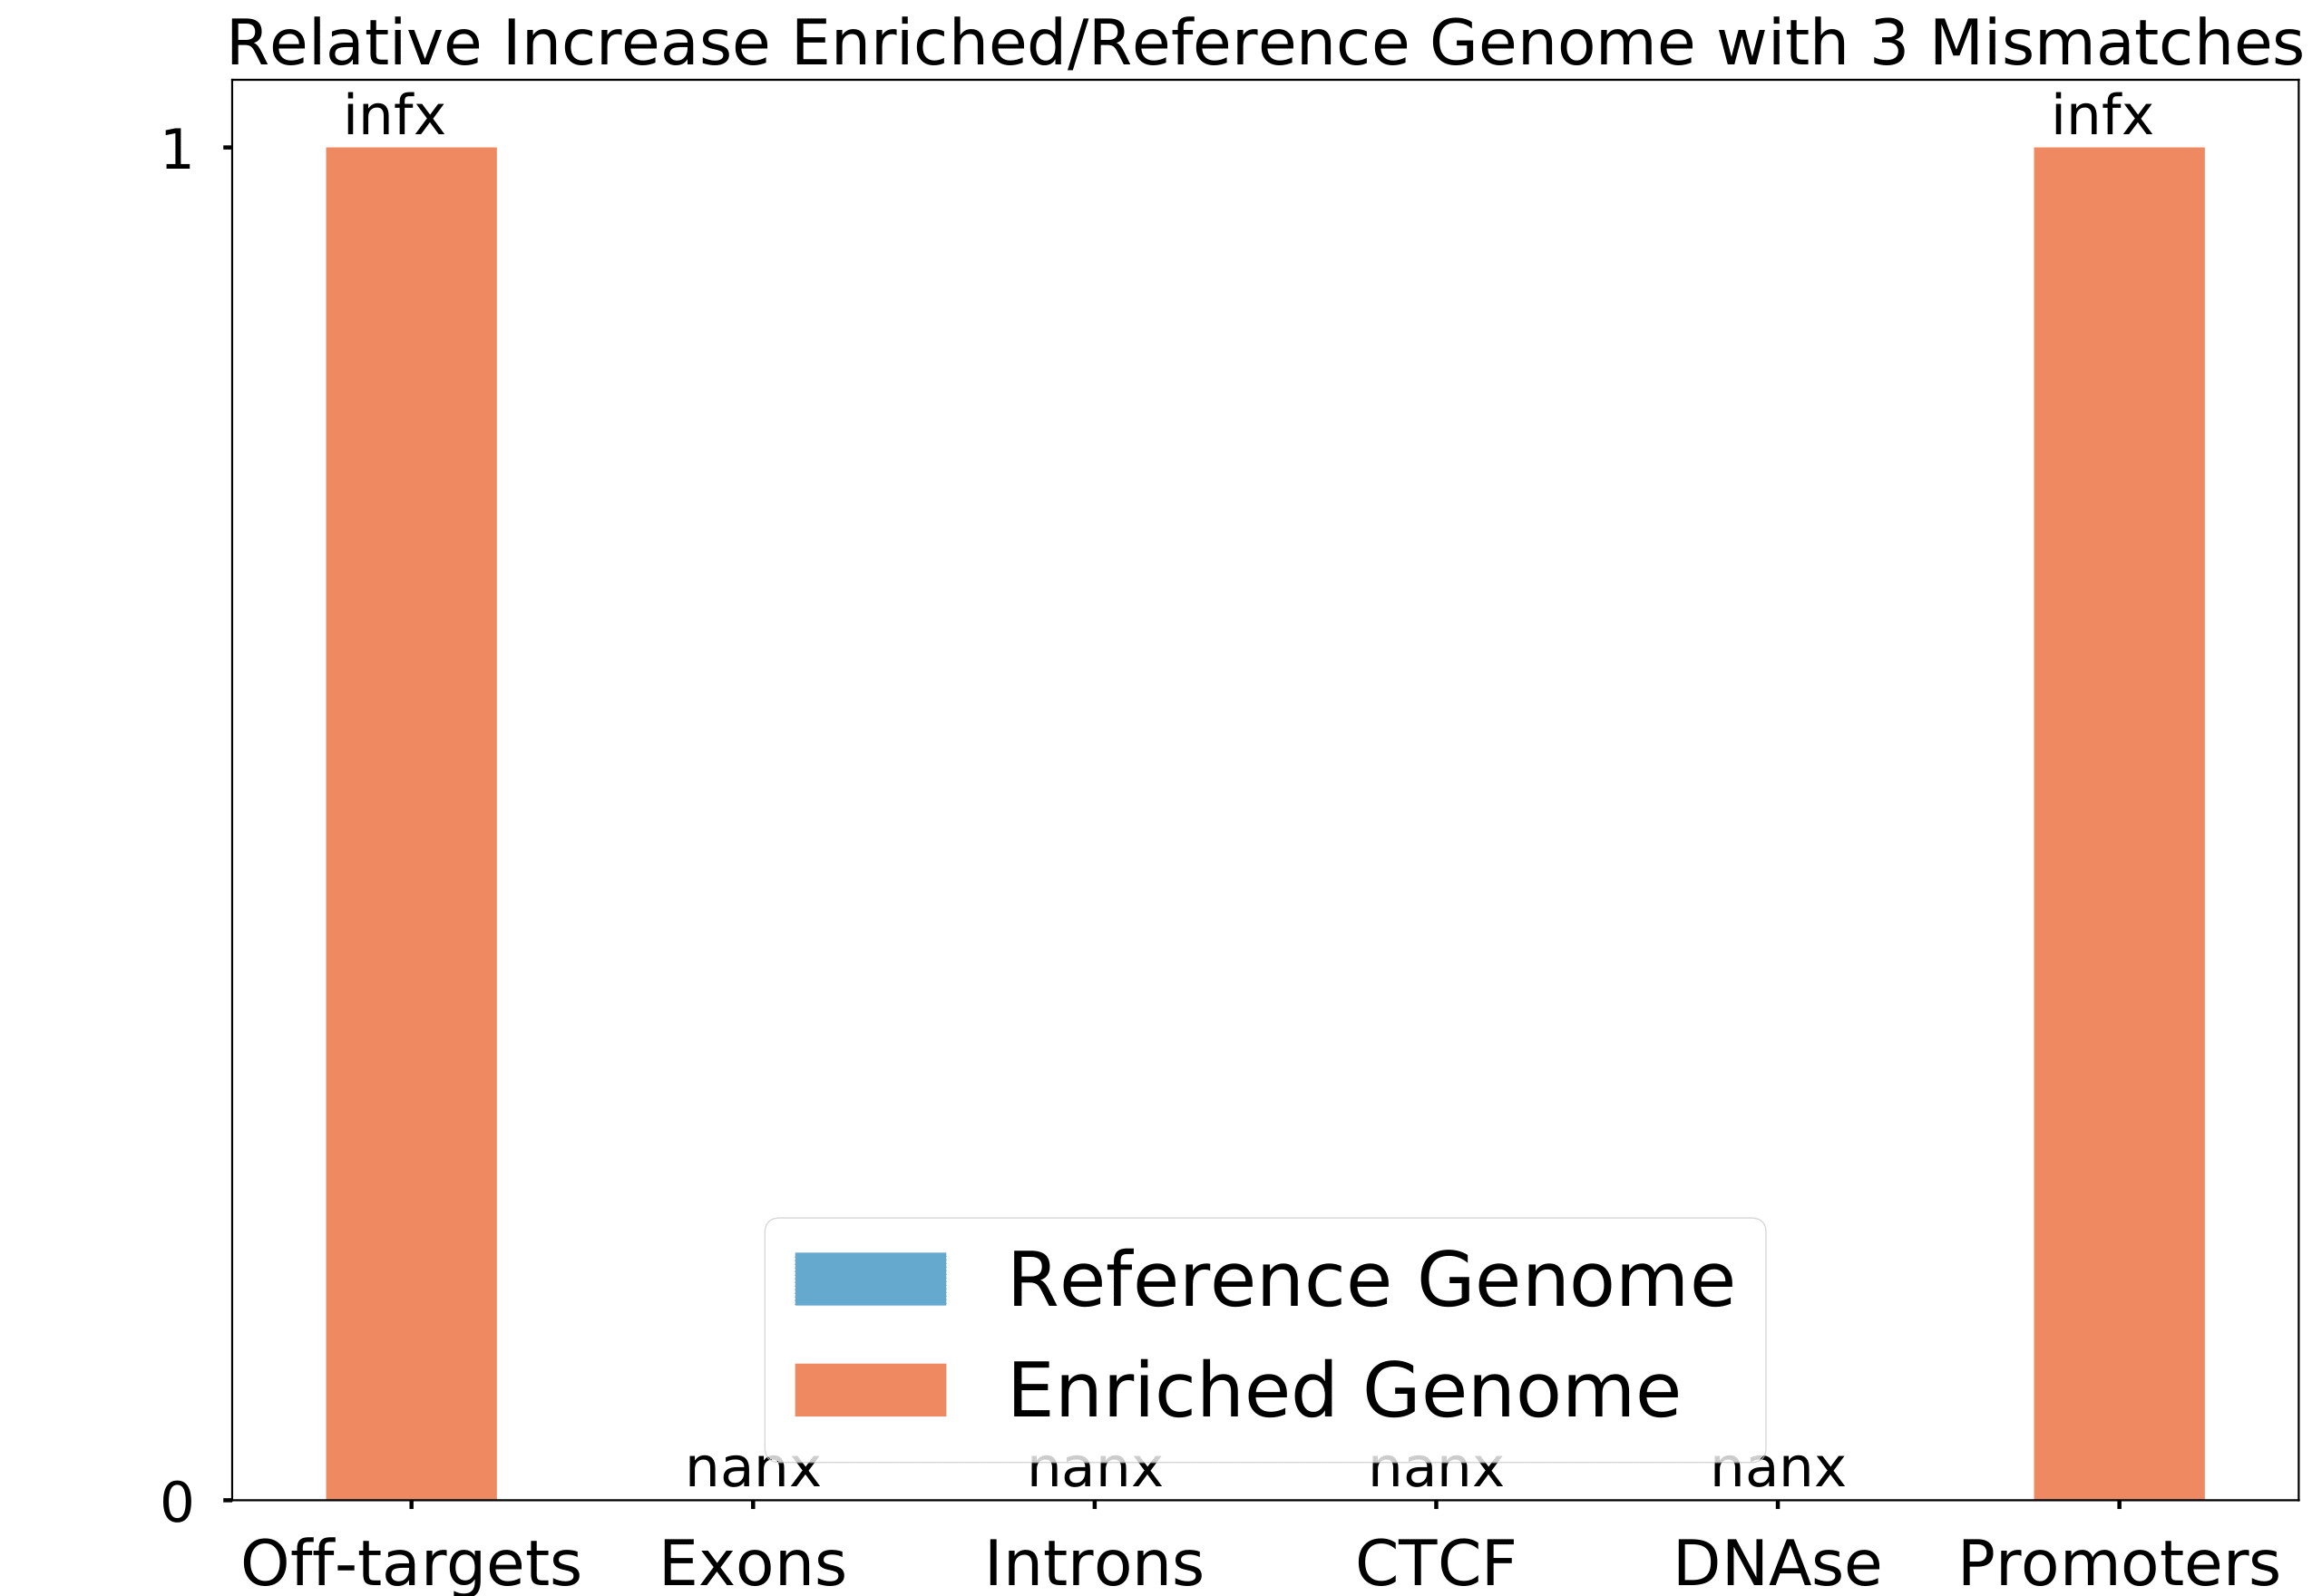 Relative Increase Enriched/Reference Genome with 3 Mismatches
infx infx
1
Reference Genome
Enriched Genome
nanx nanx nanx nanx
0
Off-targets Exons Introns CTCF DNAse Promoters